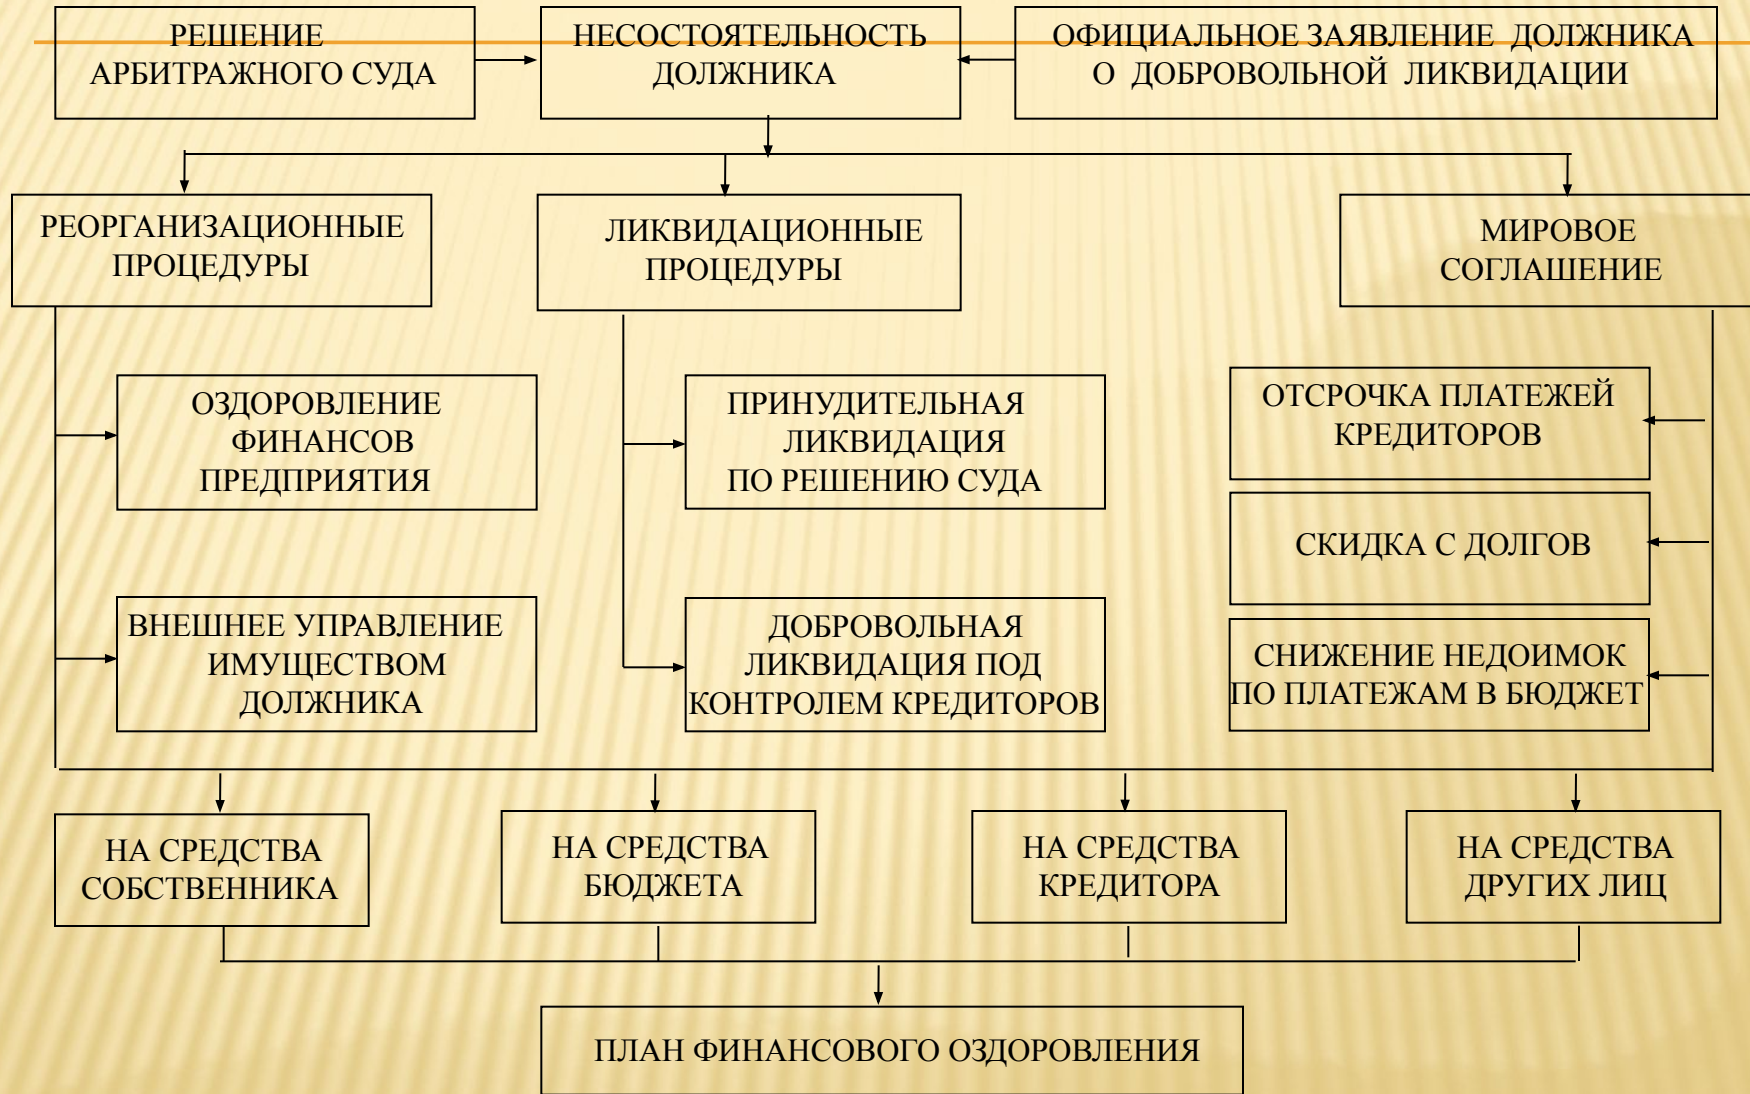 РЕШЕНИЕ
АРБИТРАЖНОГО СУДА
НЕСОСТОЯТЕЛЬНОСТЬ
ДОЛЖНИКА
ОФИЦИАЛЬНОЕ ЗАЯВЛЕНИЕ ДОЛЖНИКА
О ДОБРОВОЛЬНОЙ ЛИКВИДАЦИИ
РЕОРГАНИЗАЦИОННЫЕ
ПРОЦЕДУРЫ
ЛИКВИДАЦИОННЫЕ
ПРОЦЕДУРЫ
МИРОВОЕ
СОГЛАШЕНИЕ
ОЗДОРОВЛЕНИЕ
ФИНАНСОВ
ПРЕДПРИЯТИЯ
ПРИНУДИТЕЛЬНАЯ
ЛИКВИДАЦИЯ
ПО РЕШЕНИЮ СУДА
ОТСРОЧКА ПЛАТЕЖЕЙ
КРЕДИТОРОВ
СКИДКА С ДОЛГОВ
ВНЕШНЕЕ УПРАВЛЕНИЕ
ИМУЩЕСТВОМ
ДОЛЖНИКА
ДОБРОВОЛЬНАЯ
ЛИКВИДАЦИЯ ПОД
КОНТРОЛЕМ КРЕДИТОРОВ
СНИЖЕНИЕ НЕДОИМОК
ПО ПЛАТЕЖАМ В БЮДЖЕТ
НА СРЕДСТВА
СОБСТВЕННИКА
НА СРЕДСТВА
БЮДЖЕТА
НА СРЕДСТВА
КРЕДИТОРА
НА СРЕДСТВА
ДРУГИХ ЛИЦ
ПЛАН ФИНАНСОВОГО ОЗДОРОВЛЕНИЯ